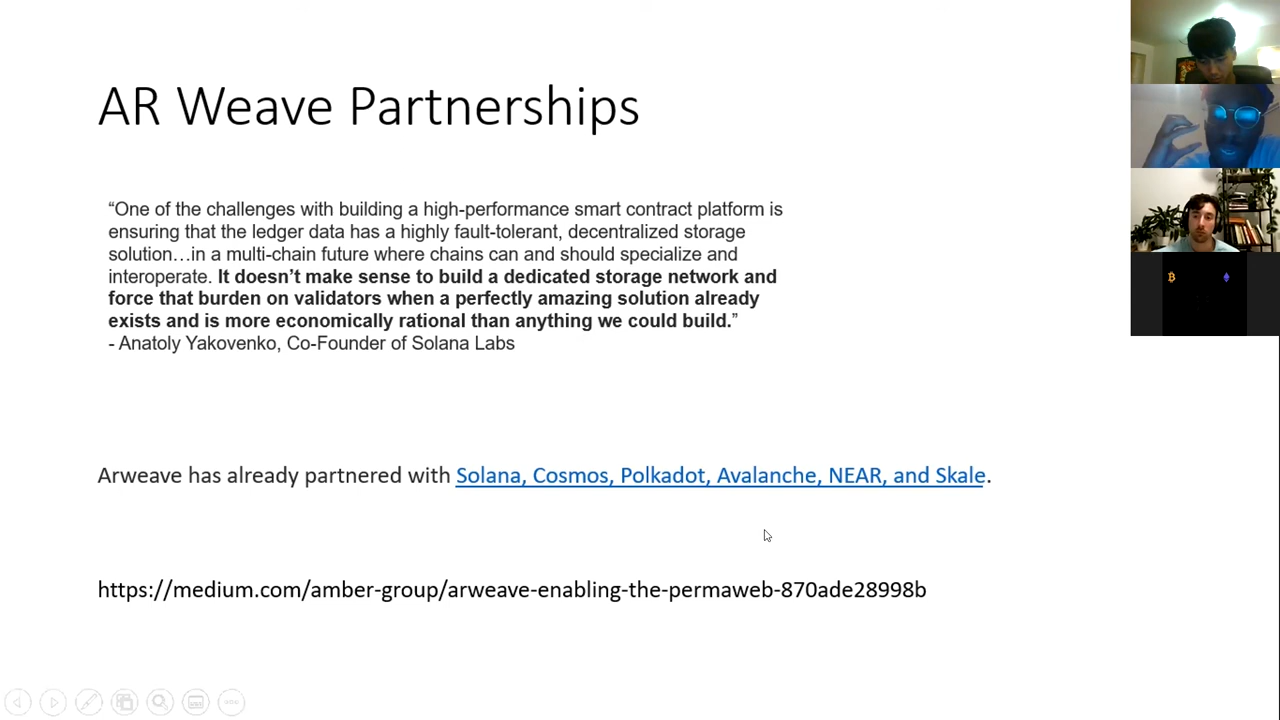 AR Weave Partnerships
“One of the challenges with building a high-performance smart contract platform is
ensuring that the ledger data has a highly fault-tolerant, decentralized storage
solution…in a multi-chain future where chains can and should specialize and
interoperate. It doesn’t make sense to build a dedicated storage network and
force that burden on validators when a perfectly amazing solution already
exists and is more economically rational than anything we could build.”
- Anatoly Yakovenko, Co-Founder of Solana Labs
Arweave has already partnered with Solana, Cosmos, Polkadot, Avalanche, NEAR, and Skale.
https://medium.com/amber-group/arweave-enabling-the-permaweb-870ade28998b